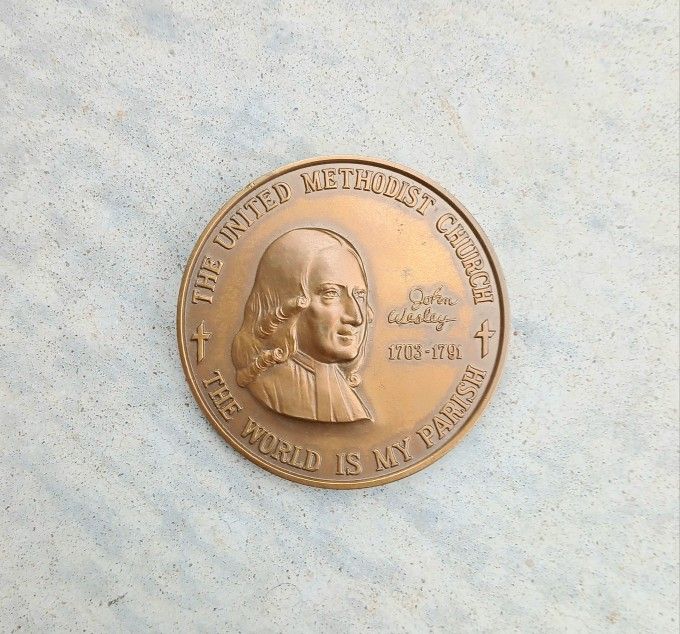 THE UNITED METHODIST CHURCH
John
Wesley
1703-1791
THE WORLD IS MY PARISH